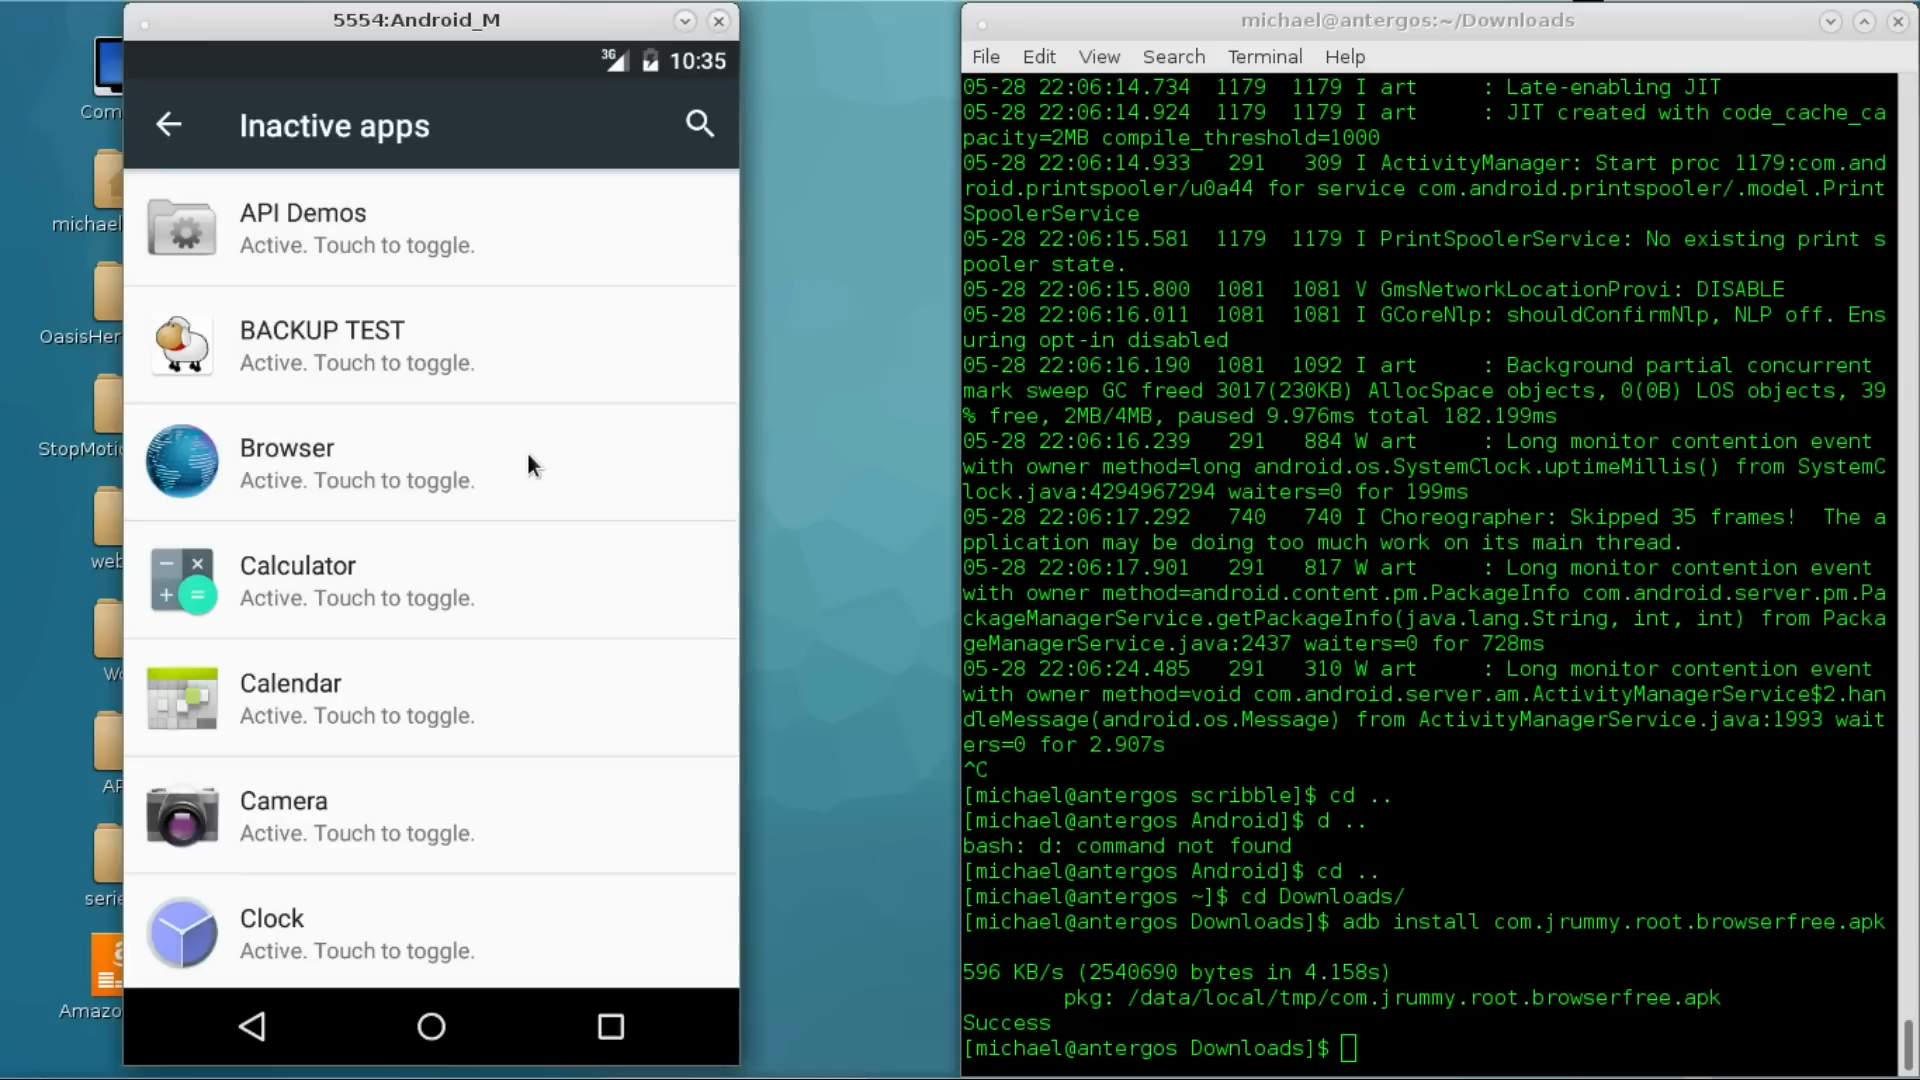 5554:Android_M
3G 10:35
Inactive apps
API Demos
Active. Touch to toggle.
BACKUP TEST
Active. Touch to toggle.
Browser
Active. Touch to toggle.
Calculator
Active. Touch to toggle.
Calendar
Active. Touch to toggle.
Camera
Active. Touch to toggle.
Clock
Active. Touch to toggle.
Com
michael
OasisHer
StopMoti
web
Wo
AP
serie
Amazo
michael@antergos:~/Downloads
File Edit View Search Terminal Help
05-28 22:06:14.734  1179  1179 I art     : Late-enabling JIT
05-28 22:06:14.924  1179  1179 I art     : JIT created with code_cache_ca
pacity=2MB compile_threshold=1000
05-28 22:06:14.933   291   309 I ActivityManager: Start proc 1179:com.and
roid.printspooler/u0a44 for service com.android.printspooler/.model.Print
SpoolerService
05-28 22:06:15.581  1179  1179 I PrintSpoolerService: No existing print s
pooler state.
05-28 22:06:15.800  1081  1081 V GmsNetworkLocationProvi: DISABLE
05-28 22:06:16.011  1081  1081 I GCoreNlp: shouldConfirmNlp, NLP off. Ens
uring opt-in disabled
05-28 22:06:16.190  1081  1092 I art     : Background partial concurrent
mark sweep GC freed 3017(230KB) AllocSpace objects, 0(0B) LOS objects, 39
% free, 2MB/4MB, paused 9.976ms total 182.199ms
05-28 22:06:16.239   291   884 W art     : Long monitor contention event
with owner method=long android.os.SystemClock.uptimeMillis() from SystemC
lock.java:4294967294 waiters=0 for 199ms
05-28 22:06:17.292   740   740 I Choreographer: Skipped 35 frames!  The a
pplication may be doing too much work on its main thread.
05-28 22:06:17.901   291   817 W art     : Long monitor contention event
with owner method=android.content.pm.PackageInfo com.android.server.pm.Pa
ckageManagerService.getPackageInfo(java.lang.String, int, int) from Packa
geManagerService.java:2437 waiters=0 for 728ms
05-28 22:06:24.485   291   310 W art     : Long monitor contention event
with owner method=void com.android.server.am.ActivityManagerService$2.han
dleMessage(android.os.Message) from ActivityManagerService.java:1993 wait
ers=0 for 2.907s
^C
[michael@antergos scribble]$ cd ..
[michael@antergos Android]$ d ..
bash: d: command not found
[michael@antergos Android]$ cd ..
[michael@antergos ~]$ cd Downloads/
[michael@antergos Downloads]$ adb install com.jrummy.root.browserfree.apk
596 KB/s (2540690 bytes in 4.158s)
pkg: /data/local/tmp/com.jrummy.root.browserfree.apk
Success
[michael@antergos Downloads]$